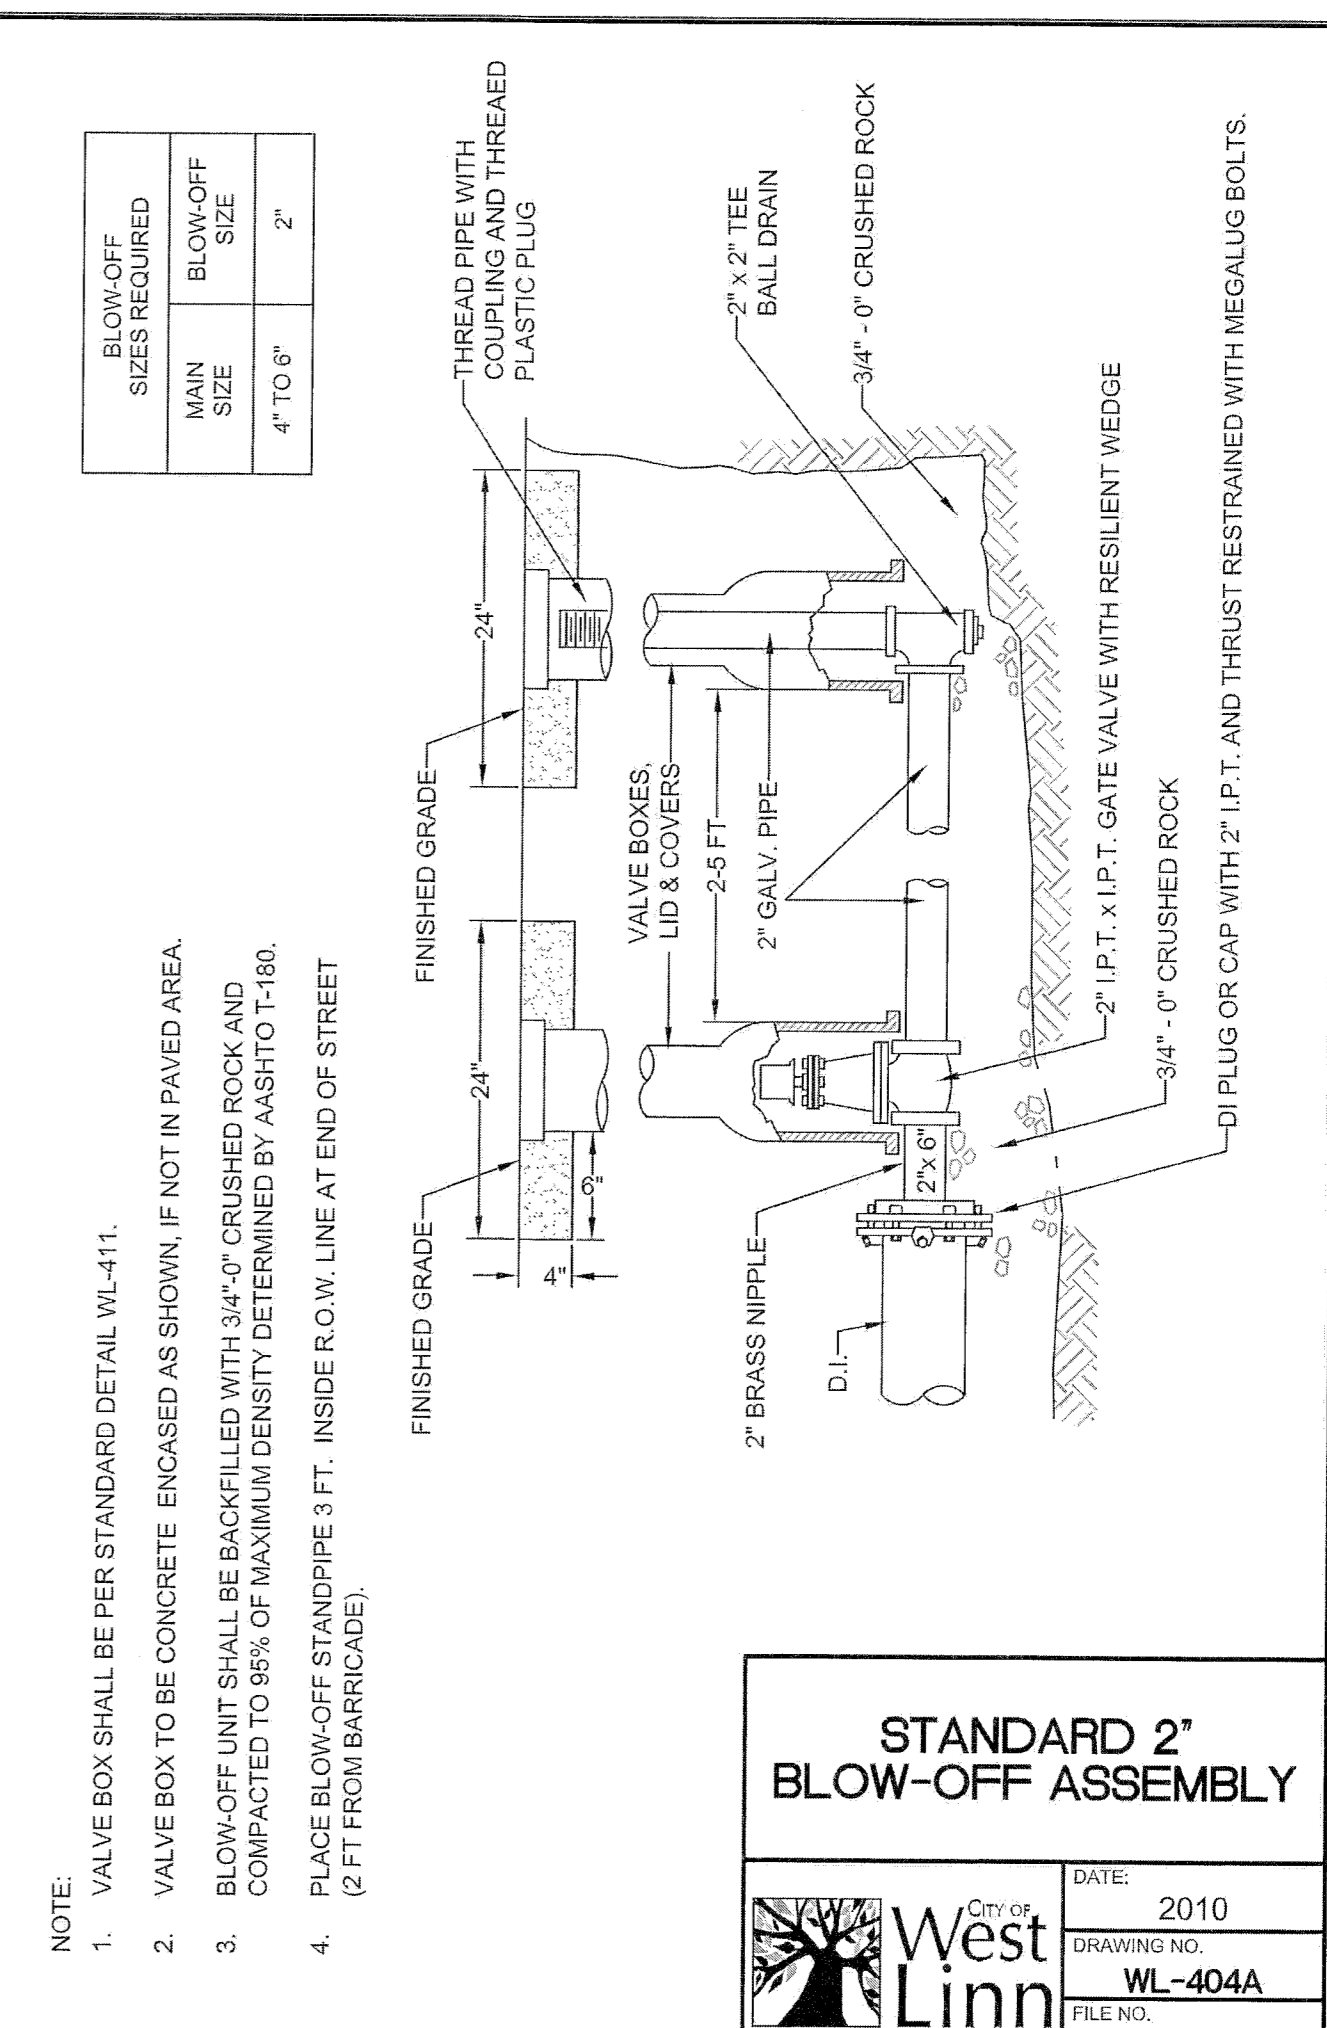 NOTE:
1. VALVE BOX SHALL BE PER STANDARD DETAIL WL-411.
2. VALVE BOX TO BE CONCRETE ENCASED AS SHOWN, IF NOT IN PAVED AREA.
3. BLOW-OFF UNIT SHALL BE BACKFILLED WITH 3/4"-0" CRUSHED ROCK AND
COMPACTED TO 95% OF MAXIMUM DENSITY DETERMINED BY AASHTO T-180.
4. PLACE BLOW-OFF STANDPIPE 3 FT. INSIDE R.O.W. LINE AT END OF STREET
(2 FT FROM BARRICADE).
BLOW-OFF
SIZES REQUIRED
MAIN
SIZE
BLOW-OFF
SIZE
4" TO 6"
2"
FINISHED GRADE
FINISHED GRADE
THREAD PIPE WITH
COUPLING AND THREAED
PLASTIC PLUG
24"
24"
6"
4"
VALVE BOXES,
LID & COVERS
2-5 FT
2" GALV. PIPE
2" x 2" TEE
BALL DRAIN
3/4" - 0" CRUSHED ROCK
2" BRASS NIPPLE
D.I.
2"x 6"
2" I.P.T. x I.P.T. GATE VALVE WITH RESILIENT WEDGE
3/4" - 0" CRUSHED ROCK
DI PLUG OR CAP WITH 2" I.P.T. AND THRUST RESTRAINED WITH MEGALUG BOLTS.
STANDARD 2"
BLOW-OFF ASSEMBLY
CITY OF
West
Linn
DATE:
2010
DRAWING NO.
WL-404A
FILE NO.